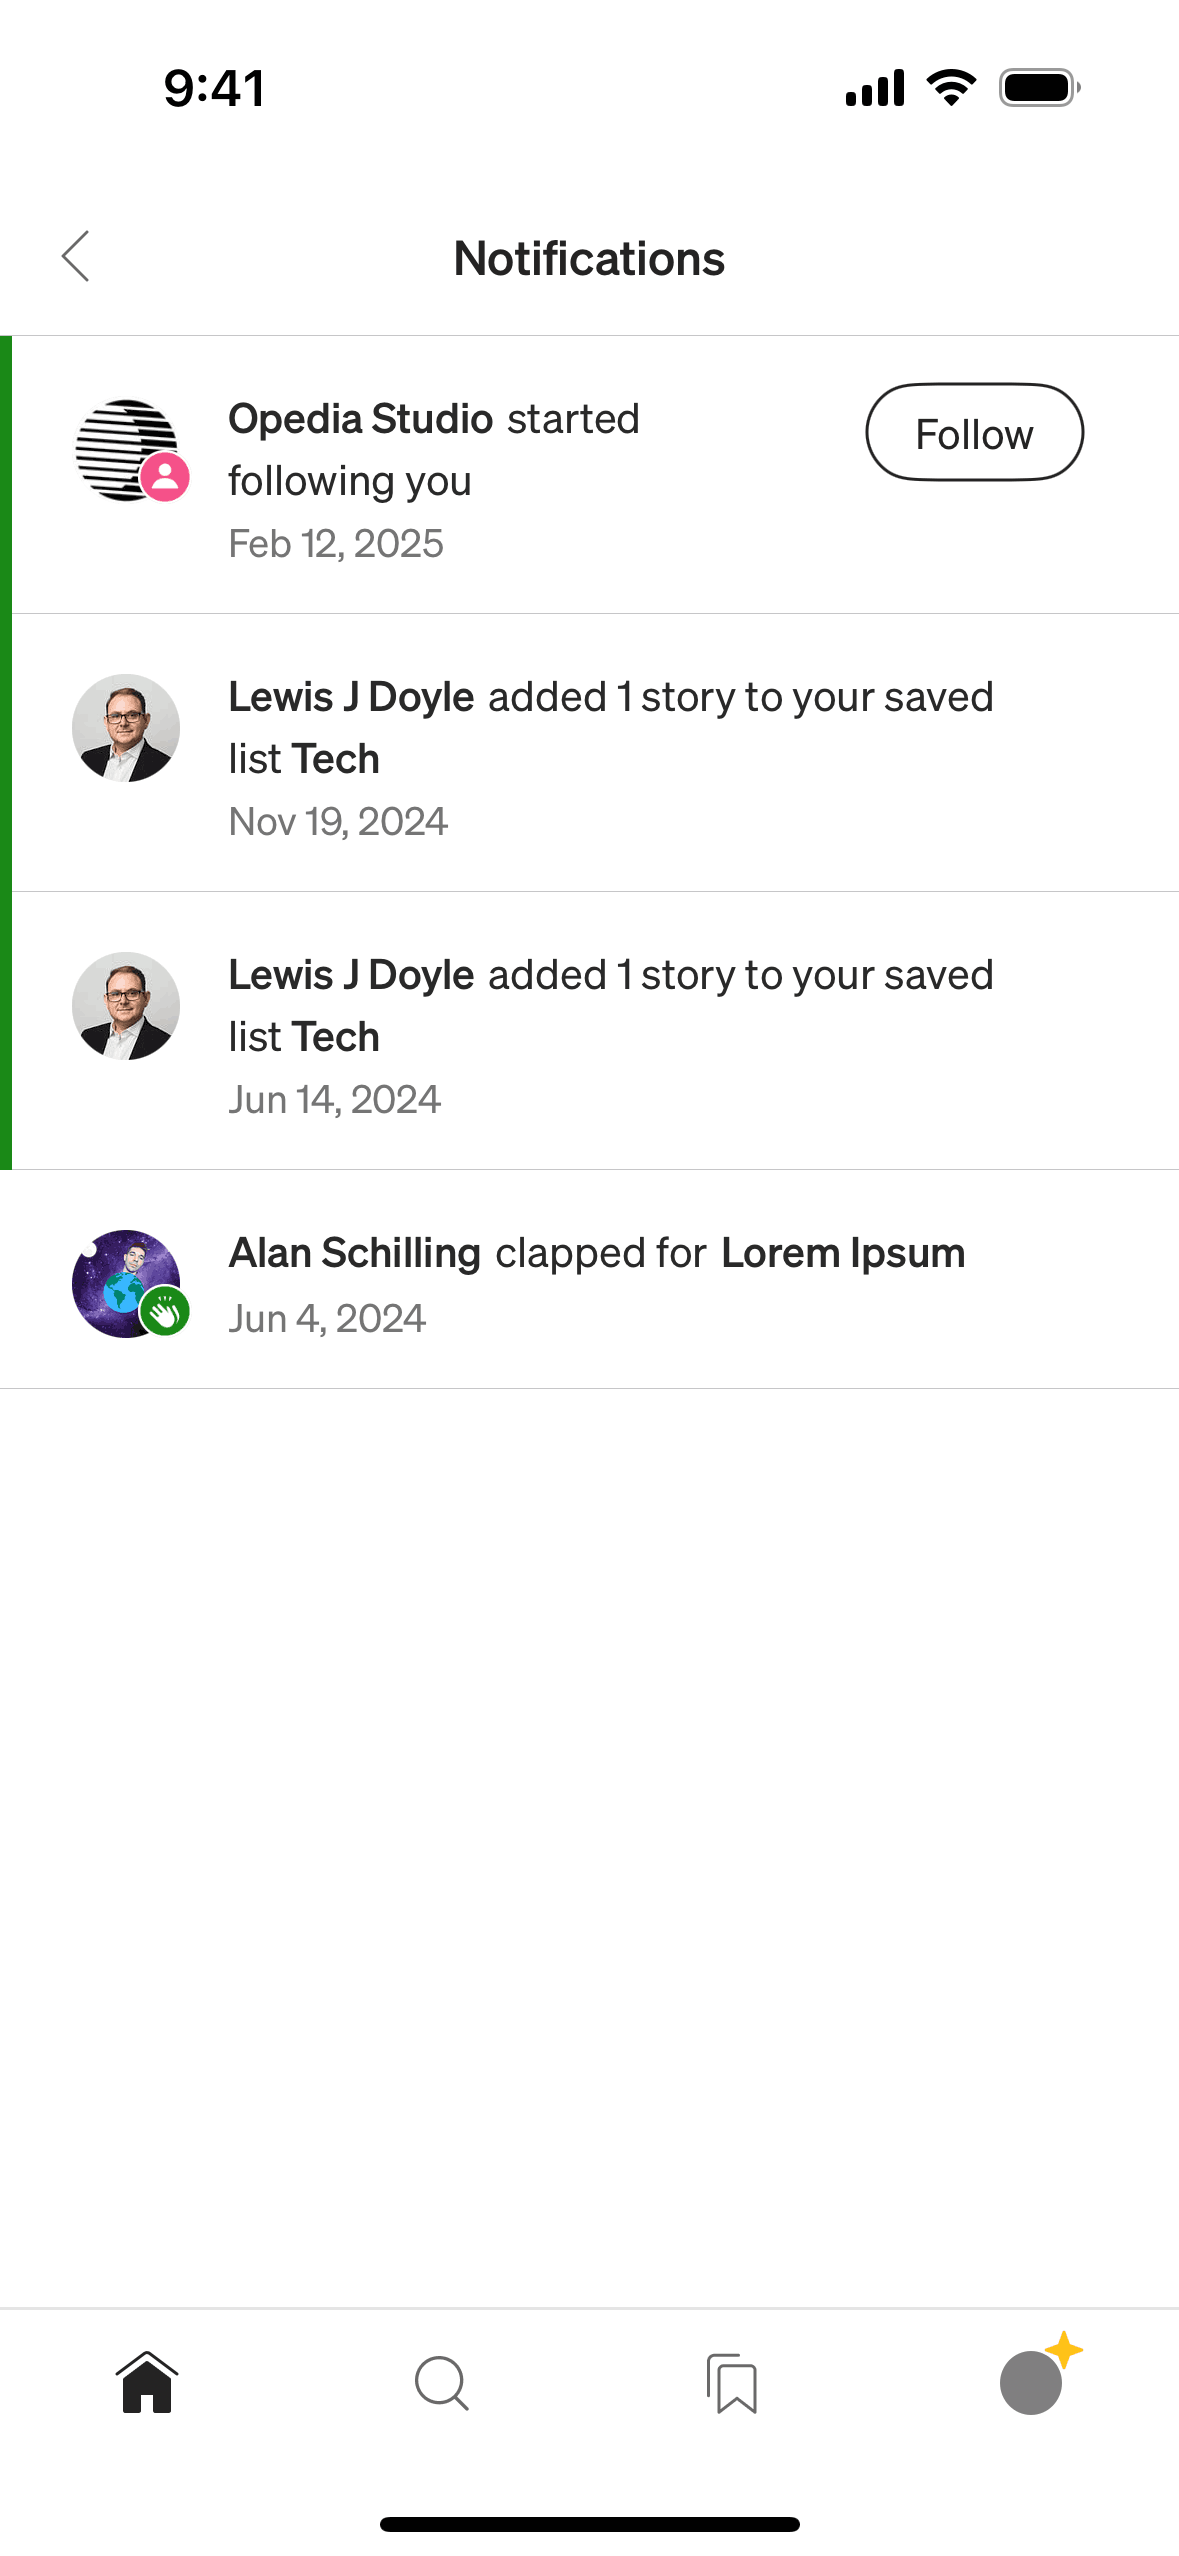 9:41
Notifications
Opedia Studio started
following you
Feb 12, 2025
Follow
Lewis J Doyle added 1 story to your saved
list Tech
Nov 19, 2024
Lewis J Doyle added 1 story to your saved
list Tech
Jun 14, 2024
Alan Schilling clapped for Lorem Ipsum
Jun 4, 2024